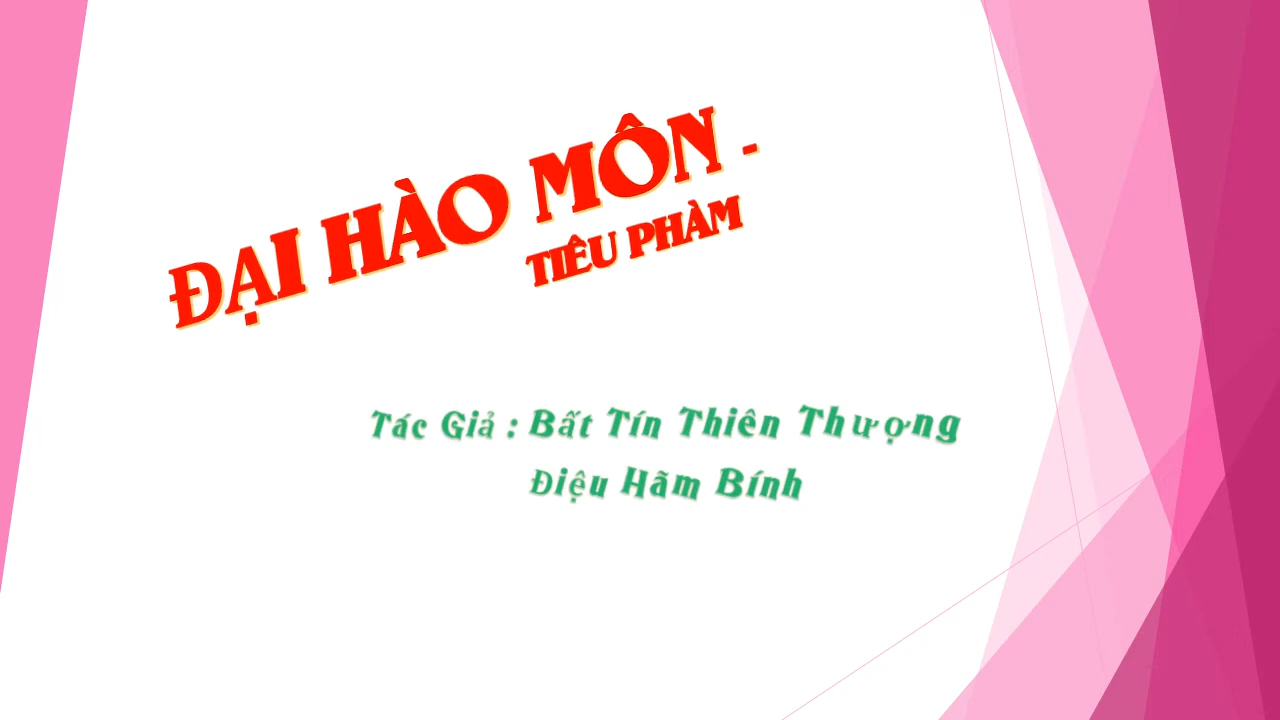 ĐẠI HÀO MÔN -
TIÊU PHÀM
Tác Giả : Bất Tín Thiên Thượng
Điệu Hãm Bính